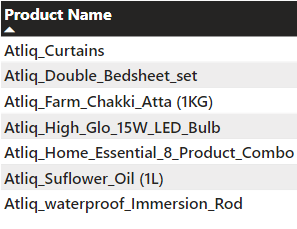 Product Name
Atliq_Curtains
Atliq_Double_Bedsheet_set
Atliq_Farm_Chakki_Atta (1KG)
Atliq_High_Glo_15W_LED_Bulb
Atliq_Home_Essential_8_Product_Combo
Atliq_Suflower_Oil (1L)
Atliq_waterproof_Immersion_Rod